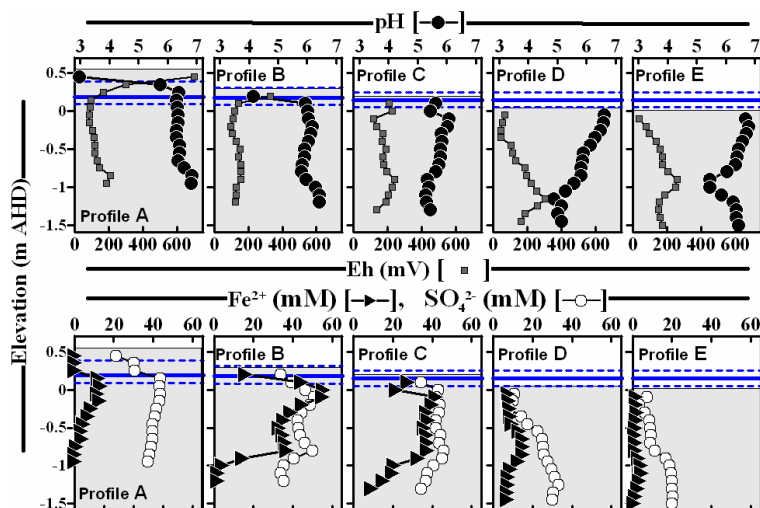 pH [ ]
3 4 5 6 7 3 4 5 6 7 3 4 5 6 7 3 4 5 6 7 3 4 5 6 7
Profile B Profile C Profile D Profile E
0.5
0
-0.5
-1
Profile A
-1.5
0 200 400 600 0 200 400 600 0 200 400 600 0 200 400 600 0 200 400 600
Eh (mV) [ ]
Elevation (m AHD)
Fe²⁺ (mM) [ ], SO₄²⁻ (mM) [ ]
0 20 40 60 0 20 40 60 0 20 40 60 0 20 40 60 0 20 40 60
Profile B Profile C Profile D Profile E
0.5
0
-0.5
-1
Profile A
-1.5